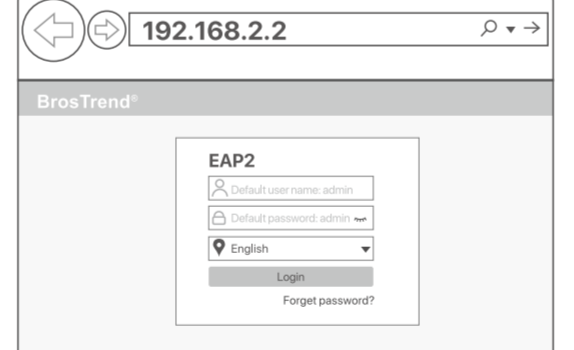 192.168.2.2
BrosTrend®
EAP2
Default user name: admin
Default password: admin
English
Login
Forget password?